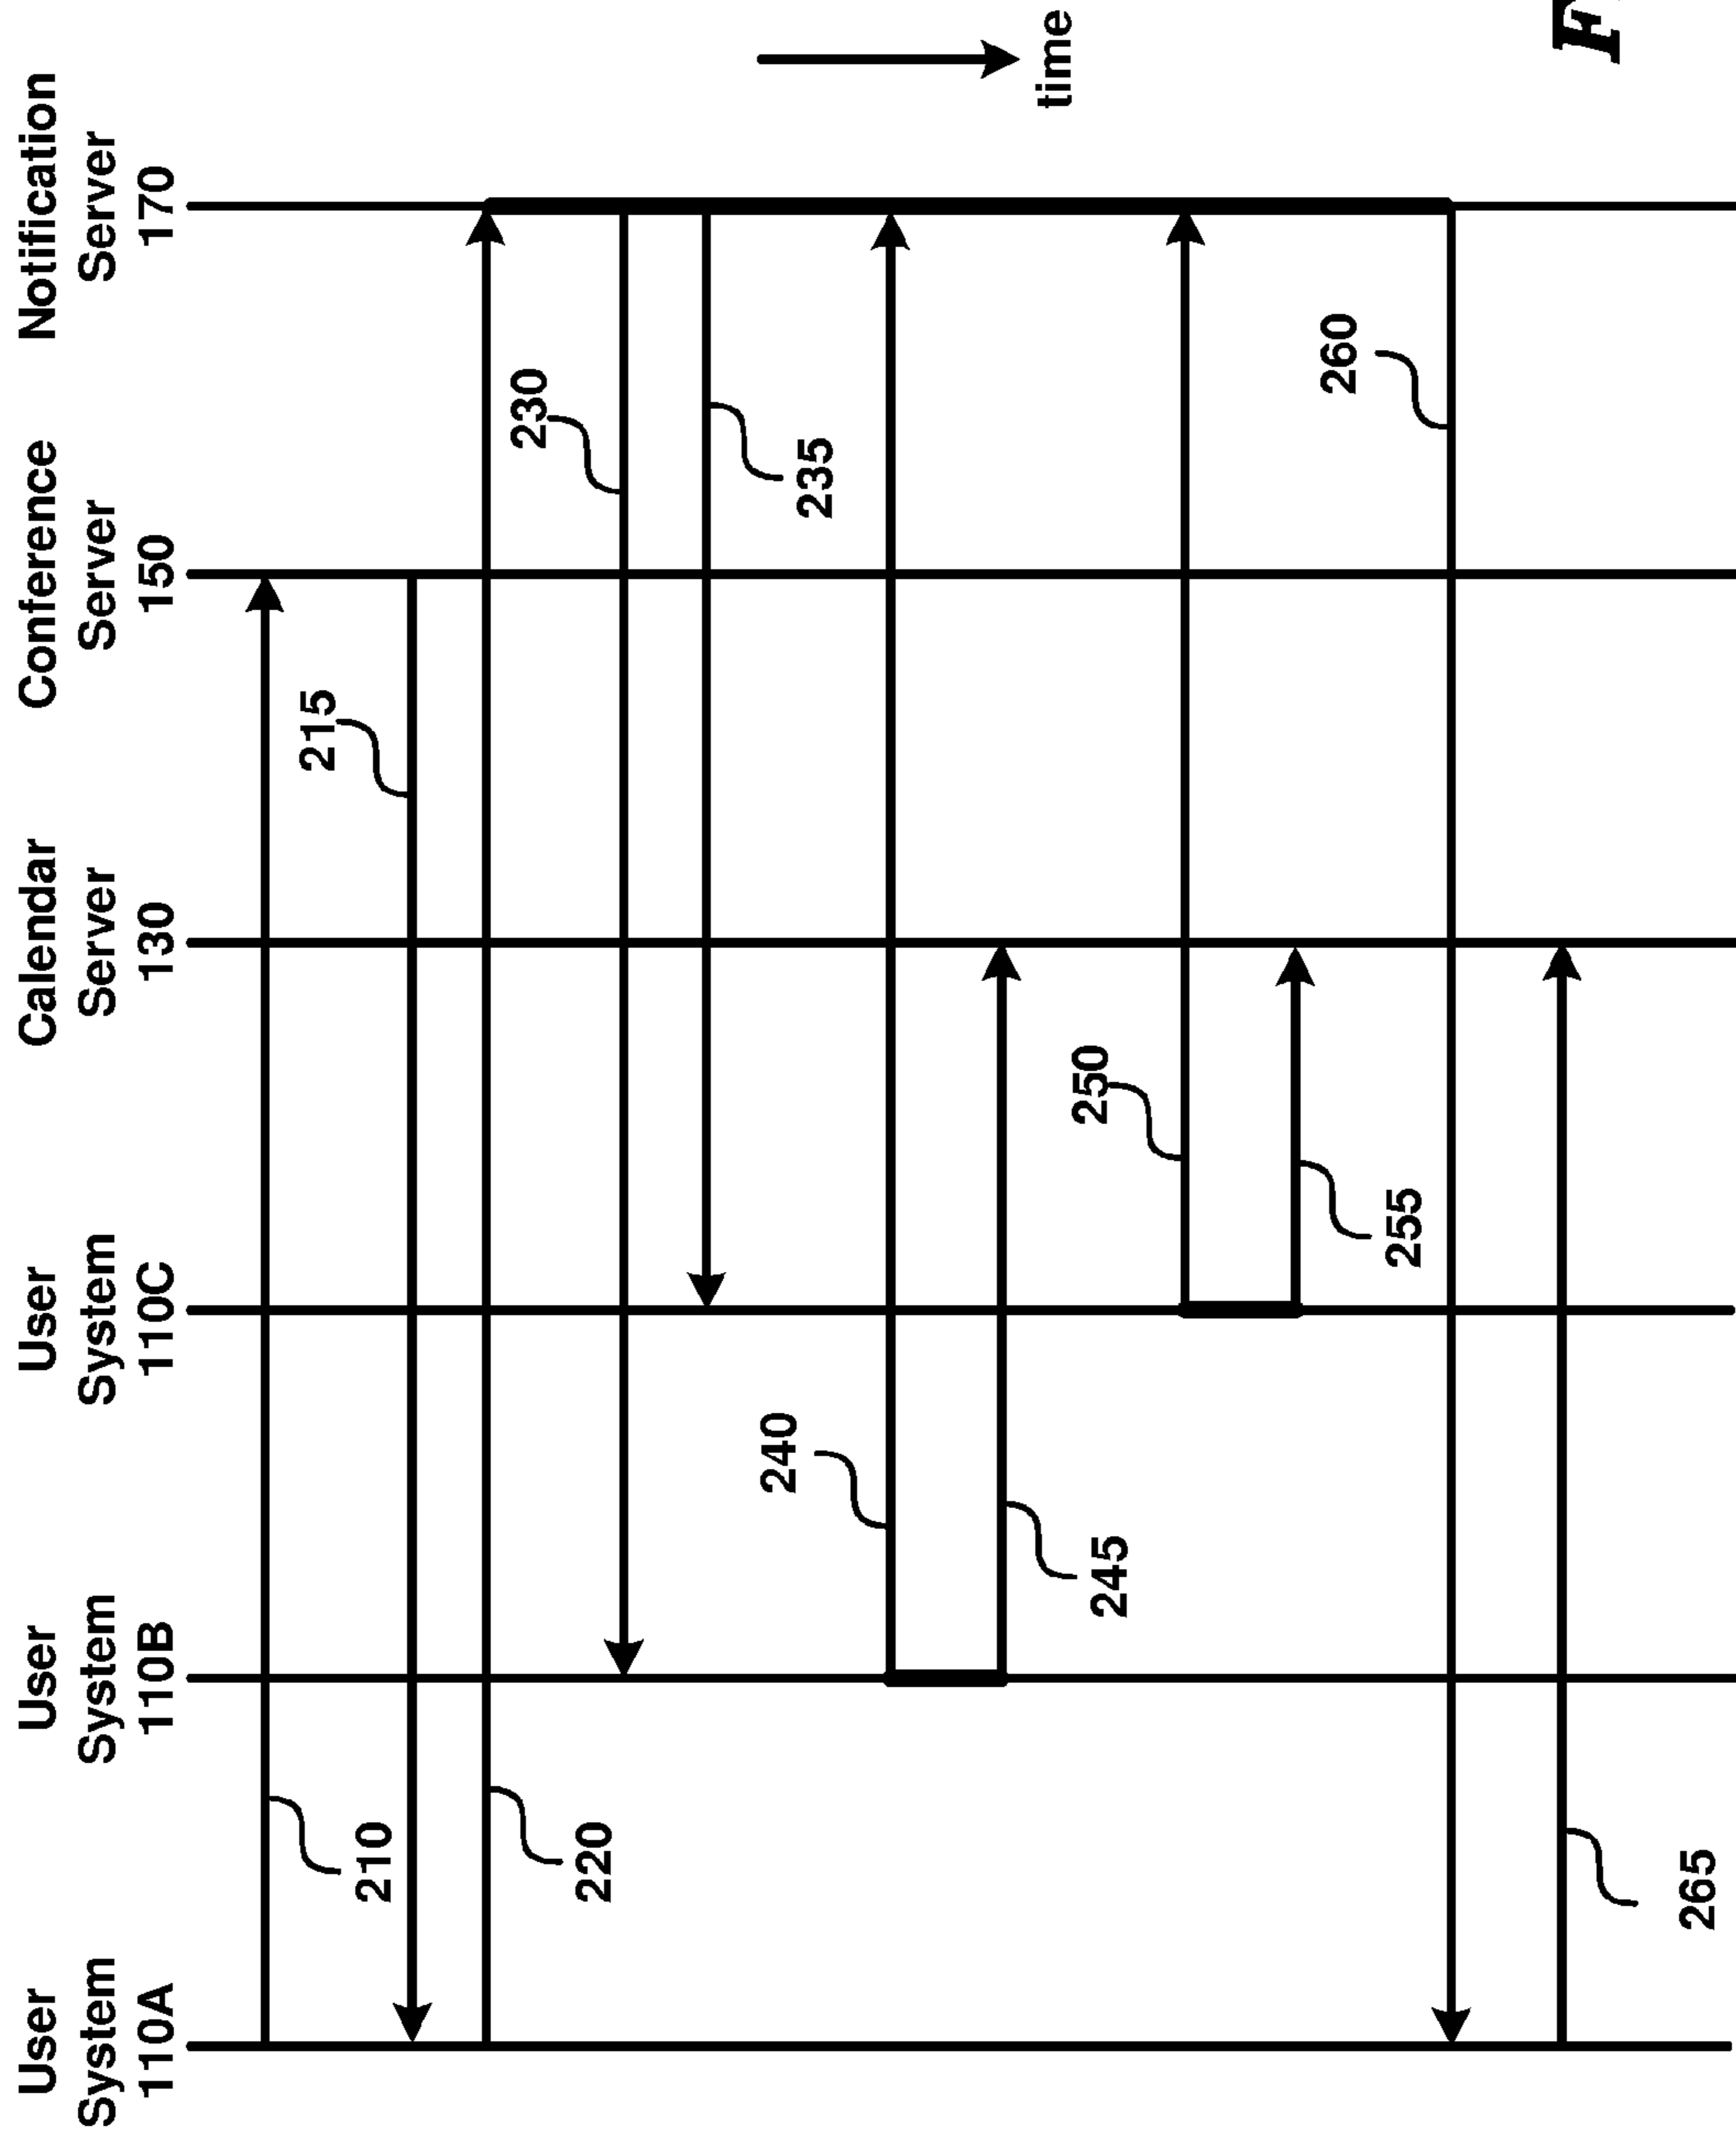 User
System
110A
User
System
110B
User
System
110C
Calendar
Server
130
Conference
Server
150
Notification
Server
170
215
210
230
220
240
235
time
250
245
260
255
265